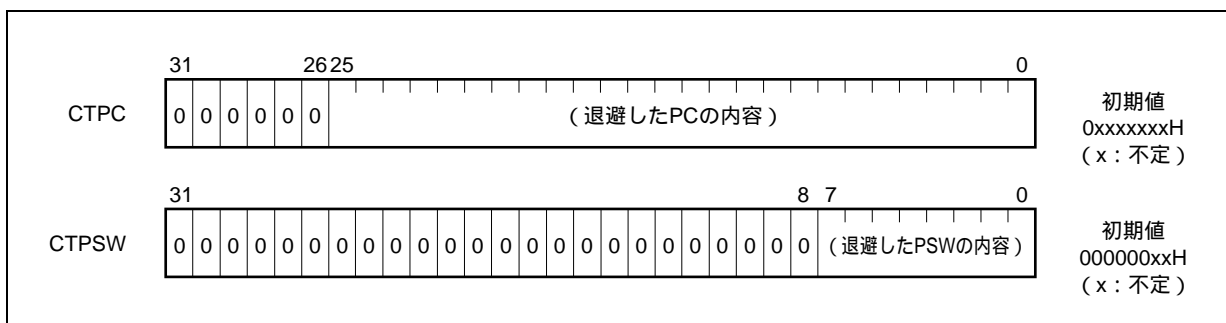 31 26 25 0
CTPC 0 0 0 0 0 0 (退避したPCの内容) 初期値
0xxxxxxxH
(x:不定)
31 8 7 0
CTPSW 0 0 0 0 0 0 0 0 0 0 0 0 0 0 0 0 0 0 0 0 0 0 0 0 (退避したPSWの内容) 初期値
000000xxH
(x:不定)